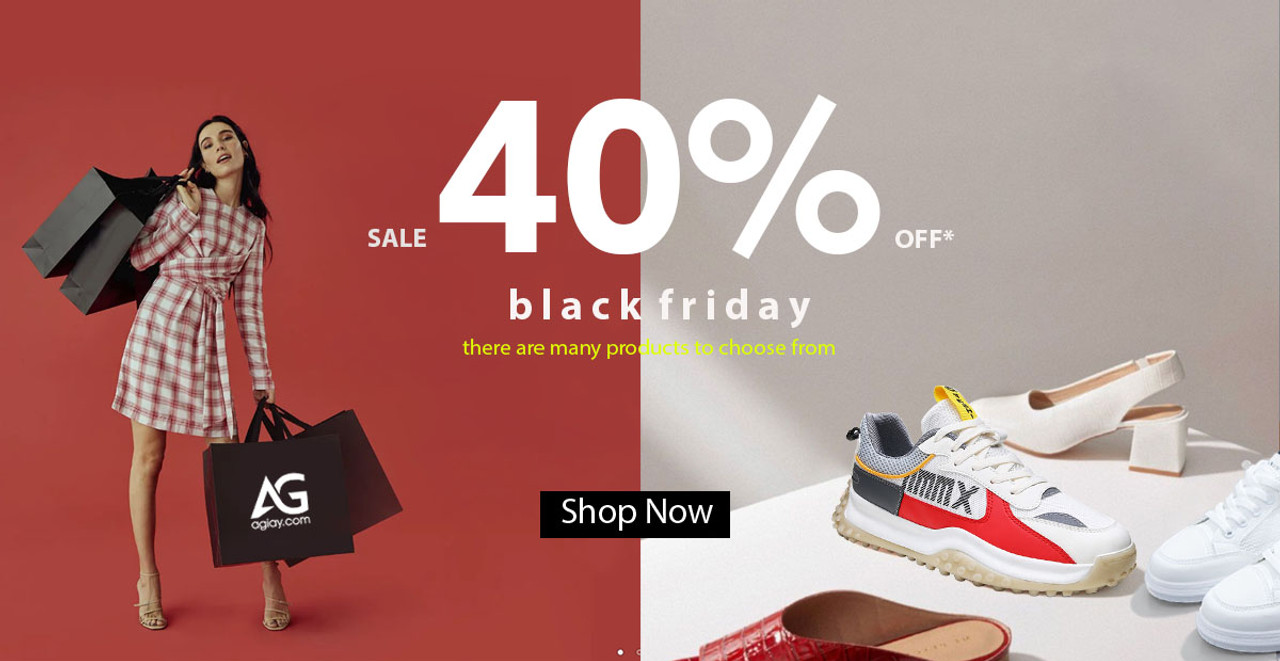 SALE 40% OFF*
black friday
there are many products to choose from
Shop Now
AG
agiay.com